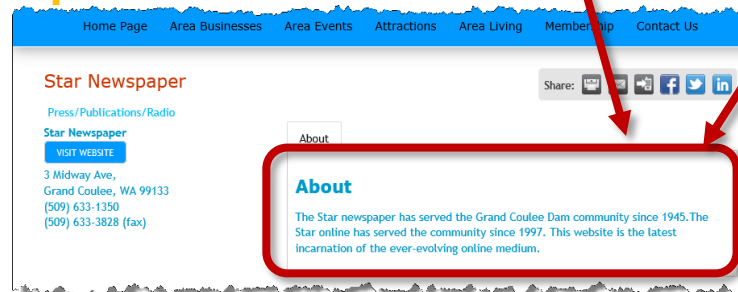 Home Page Area Businesses Area Events Attractions Area Living Membership Contact Us
Star Newspaper
Share:
Press/Publications/Radio
Star Newspaper
VISIT WEBSITE
3 Midway Ave,
Grand Coulee, WA 99133
(509) 633-1350
(509) 633-3828 (fax)
About
About
The Star newspaper has served the Grand Coulee Dam community since 1945.The
Star online has served the community since 1997. This website is the latest
incarnation of the ever-evolving online medium.